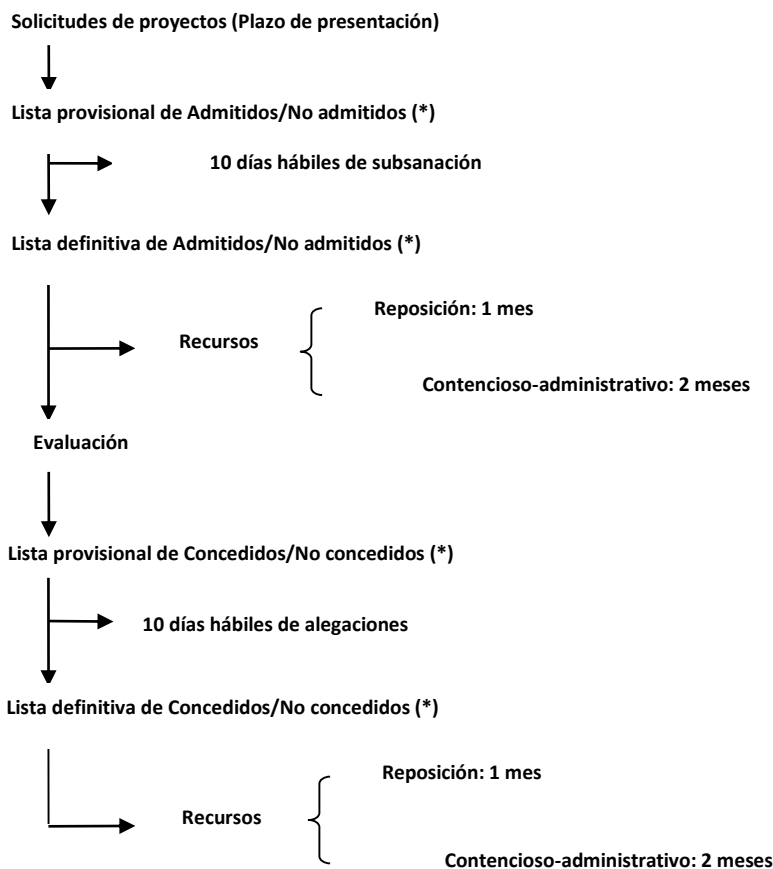 Solicitudes de proyectos (Plazo de presentación)
Lista provisional de Admitidos/No admitidos (*)
10 días hábiles de subsanación
Lista definitiva de Admitidos/No admitidos (*)
Reposición: 1 mes
Recursos
Contencioso-administrativo: 2 meses
Evaluación
Lista provisional de Concedidos/No concedidos (*)
10 días hábiles de alegaciones
Lista definitiva de Concedidos/No concedidos (*)
Reposición: 1 mes
Recursos
Contencioso-administrativo: 2 meses